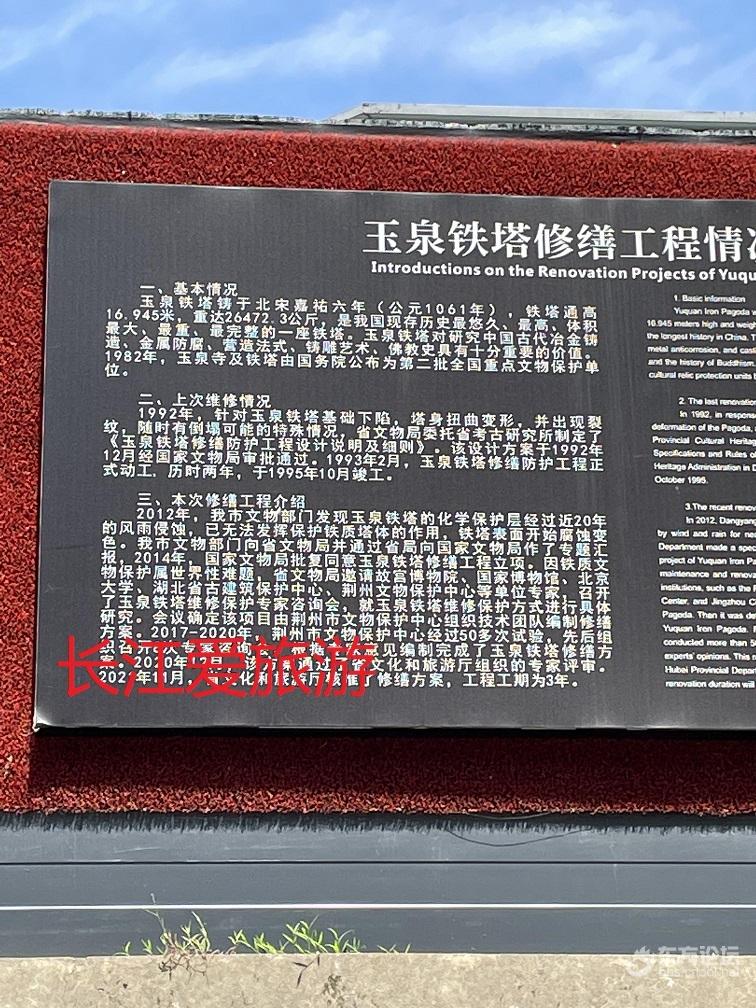 玉泉铁塔修缮工程情
Introductions on the Renovation Projects of Yuqu
一、基本情况
玉泉铁塔铸于北宋嘉祐六年（公元1061年），铁塔通高
16.945米，重达26472.3公斤，是我国现存历史最悠久、最高、体积
最大、最重、最完整的一座铁塔。玉泉铁塔对研究中国古代冶金铸
造、金属防腐、营造法式、铸雕艺术、佛教史具有十分重要的价值。
1982年，玉泉寺及铁塔由国务院公布为第二批全国重点文物保护单
位。
二、上次维修情况
1992年，针对玉泉铁塔基础下陷，塔身扭曲变形，并出现裂
纹，随时有倒塌可能的特殊情况，省文物局委托省考古研究所制定了
《玉泉铁塔修缮防护工程设计说明及细则》。该设计方案于1992年
12月经国家文物局审批通过。1993年2月，玉泉铁塔修缮防护工程正
式动工，历时两年，于1995年10月竣工。
三、本次修缮工程介绍
2012年，我市文物部门发现玉泉铁塔的化学保护层经过近20年
的风雨侵蚀，已无法发挥保护铁质塔体的作用，铁塔表面开始腐蚀变
色。我市文物部门向省文物局并通过省局向国家文物局作了专题汇
报，2014年，国家文物局批复同意玉泉铁塔修缮工程立项。因铁质文
物保护属世界性难题，省文物局邀请故宫博物院、国家博物馆、北京
大学、湖北省古建筑保护中心、荆州文物保护中心等单位专家，召开
了玉泉铁塔维修保护专家咨询会，就玉泉铁塔维修保护方式进行具体
研究。会议确定该项目由荆州市文物保护中心组织技术团队编制修缮
方案。2017-2020年，荆州市文物保护中心经过50多次试验，先后组
织召开 专家咨询 根据 见编制完成了玉泉铁塔修缮方
案。2020年 月，该方案通过 省文化和旅游厅组织的专家评审。
2021年11月， 文化和旅游厅核准了修缮方案，工程工期为3年。
长江爱旅游
1. Basic information
Yuquan Iron Pagoda
16.945 meters high and
the longest history in China. T
metal anticorrosion, and
and the history of Buddhism.
cultural relic protection units
2. The last renovation
In 1992, in respons
deformation of the Pagoda,
Provincial Cultural Heritag
Specifications and Rules of
Heritage Administration in
October 1995.
3.The recent renov
In 2012, Dangya
by wind and rain for
Department made a
project of Yuquan Iron Pa
maintenance and renova
institutions, such as the
Center, and Jingzhou C
Pagoda. Then it was de
Yuquan Iron Pagoda.
conducted more than 5
experts' opinions. This
Hubei Provincial Depart
renovation duration will
东方论坛